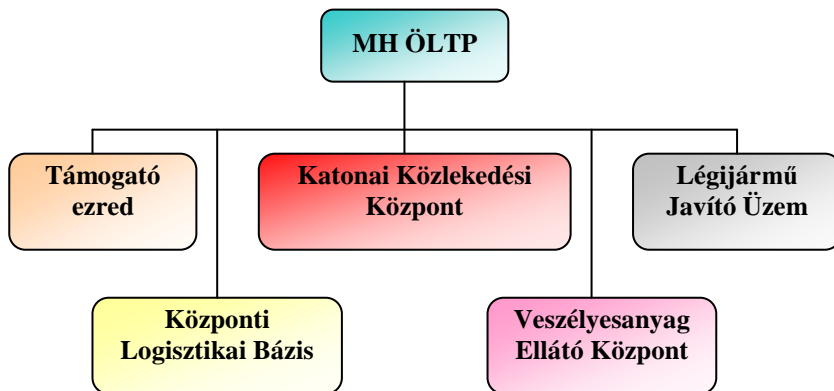 MH ÖLTP
Támogató
ezred
Katonai Közlekedési
Központ
Légijármű
Javító Üzem
Központi
Logisztikai Bázis
Veszélyesanyag
Ellátó Központ